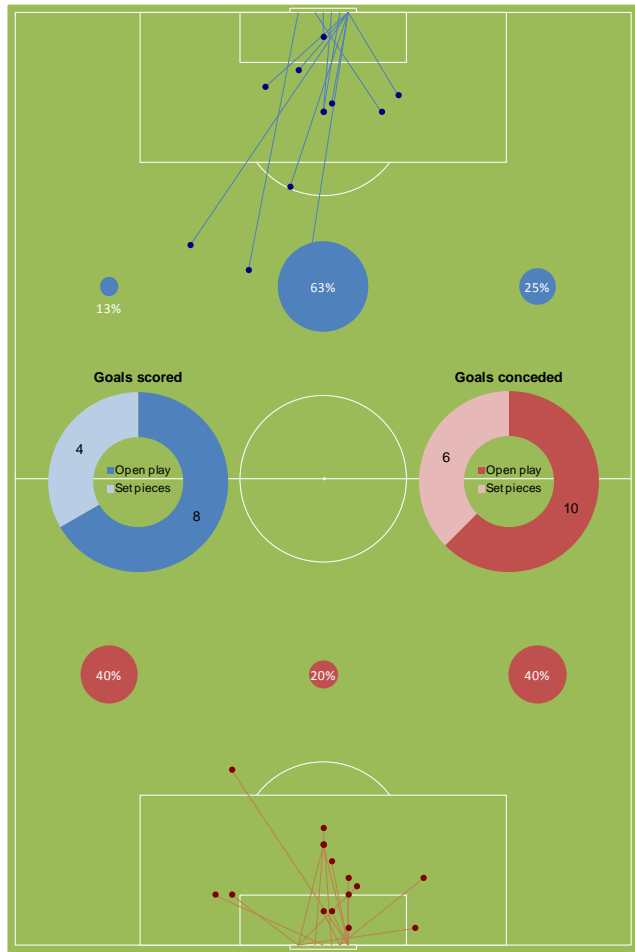 13%
63%
25%
Goals scored
Goals conceded
4
Open play
Set pieces
8
6
Open play
Set pieces
10
40%
20%
40%